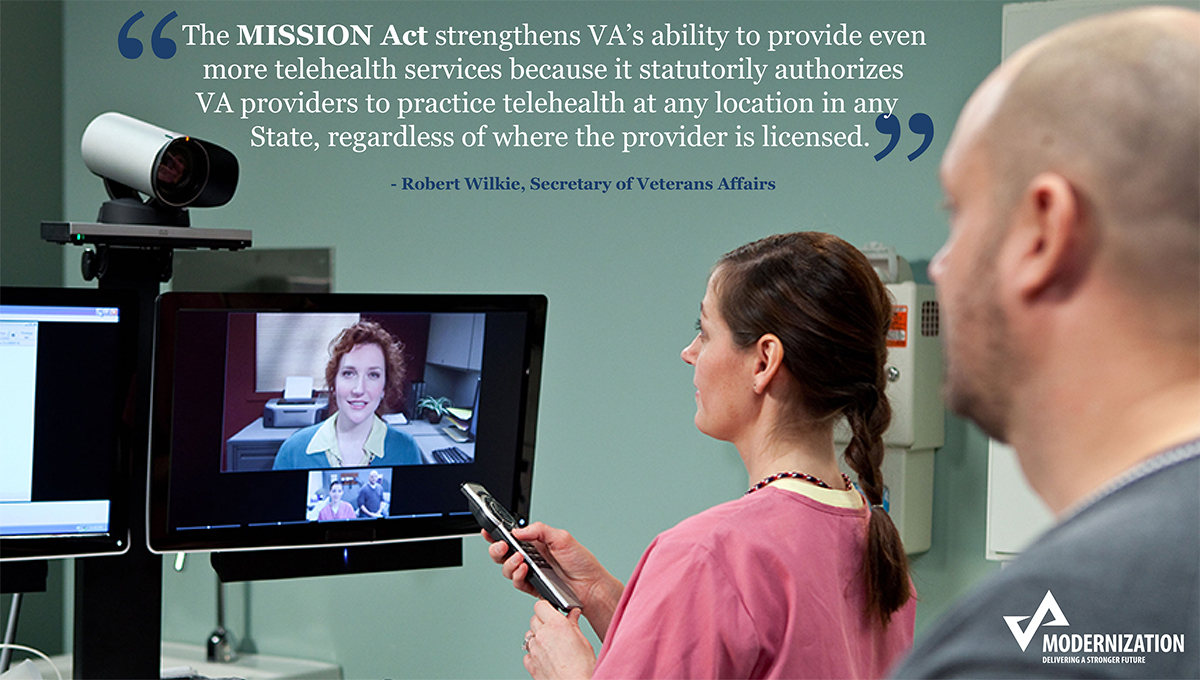 “The MISSION Act strengthens VA’s ability to provide even
more telehealth services because it statutorily authorizes
VA providers to practice telehealth at any location in any
State, regardless of where the provider is licensed.”
- Robert Wilkie, Secretary of Veterans Affairs
VA MODERNIZATION
DELIVERING A STRONGER FUTURE